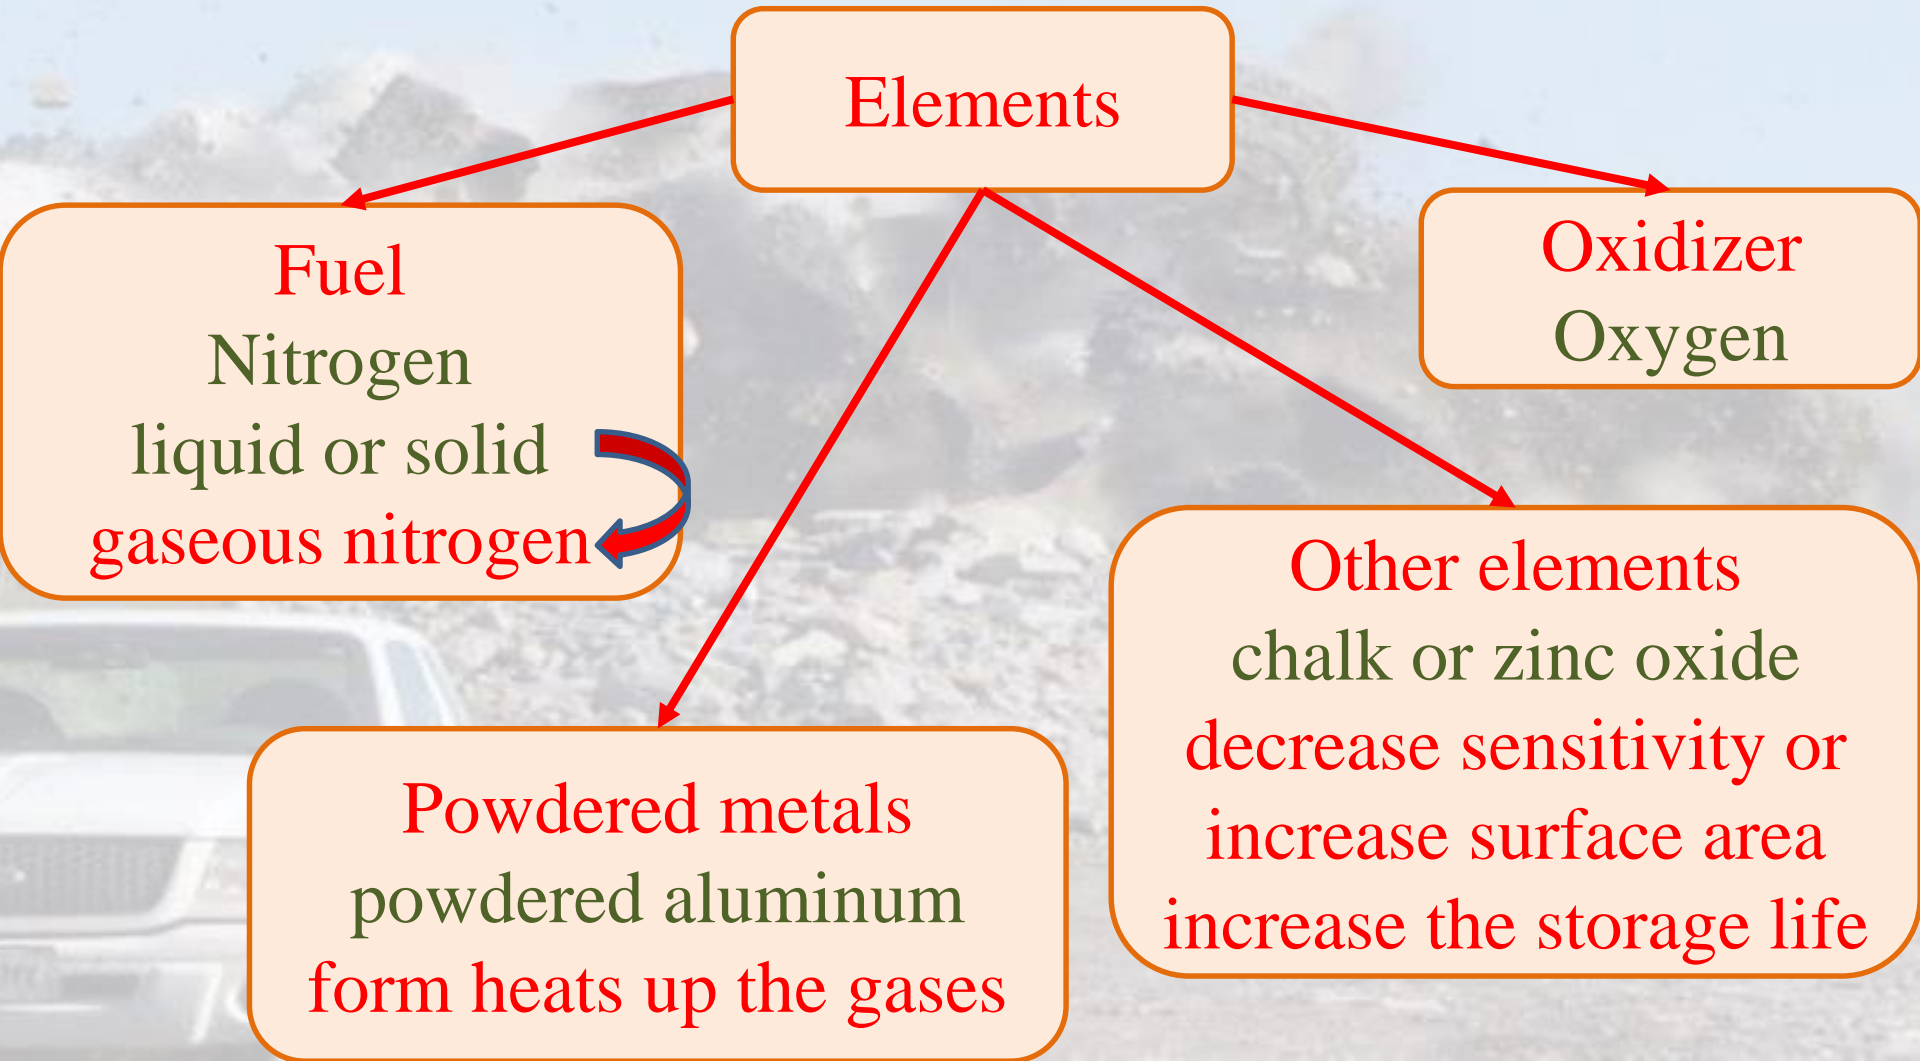 Elements
Fuel
Nitrogen
liquid or solid
gaseous nitrogen
Oxidizer
Oxygen
Powdered metals
powdered aluminum
form heats up the gases
Other elements
chalk or zinc oxide
decrease sensitivity or
increase surface area
increase the storage life